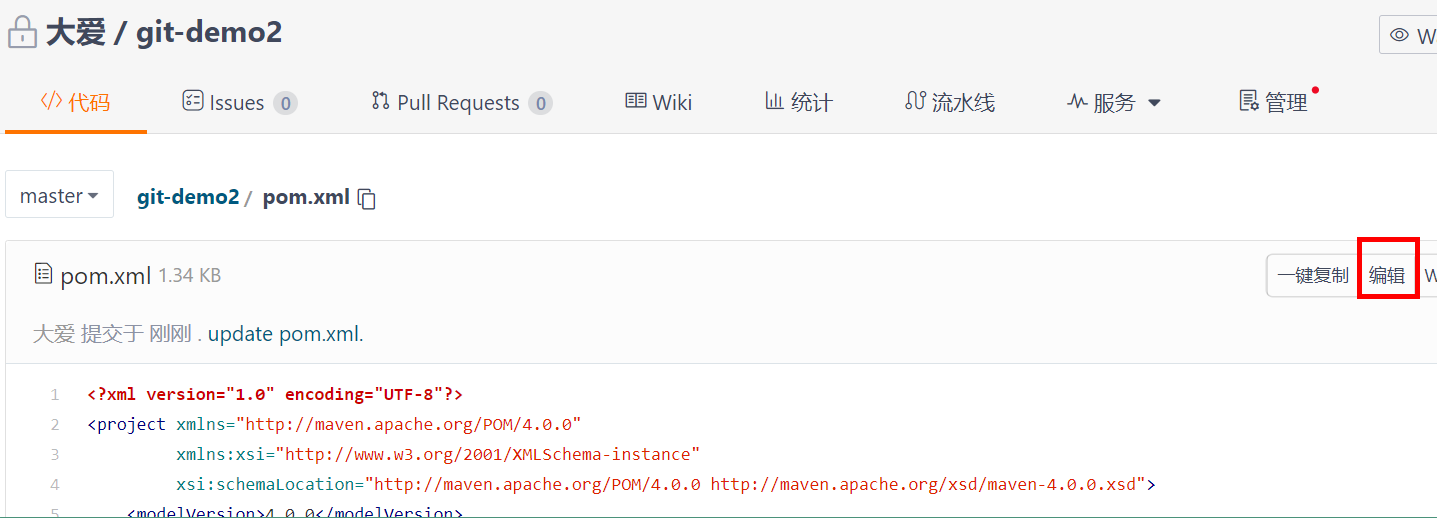 大爱 / git-demo2
代码 Issues 0 Pull Requests 0 Wiki 统计 流水线 服务 管理
master git-demo2 / pom.xml
pom.xml 1.34 KB 一键复制 编辑
大爱 提交于 刚刚 . update pom.xml.
1 <?xml version="1.0" encoding="UTF-8"?>
2 <project xmlns="http://maven.apache.org/POM/4.0.0"
3 xmlns:xsi="http://www.w3.org/2001/XMLSchema-instance"
4 xsi:schemaLocation="http://maven.apache.org/POM/4.0.0 http://maven.apache.org/xsd/maven-4.0.0.xsd">
5 <modelVersion>4.0.0</modelVersion>